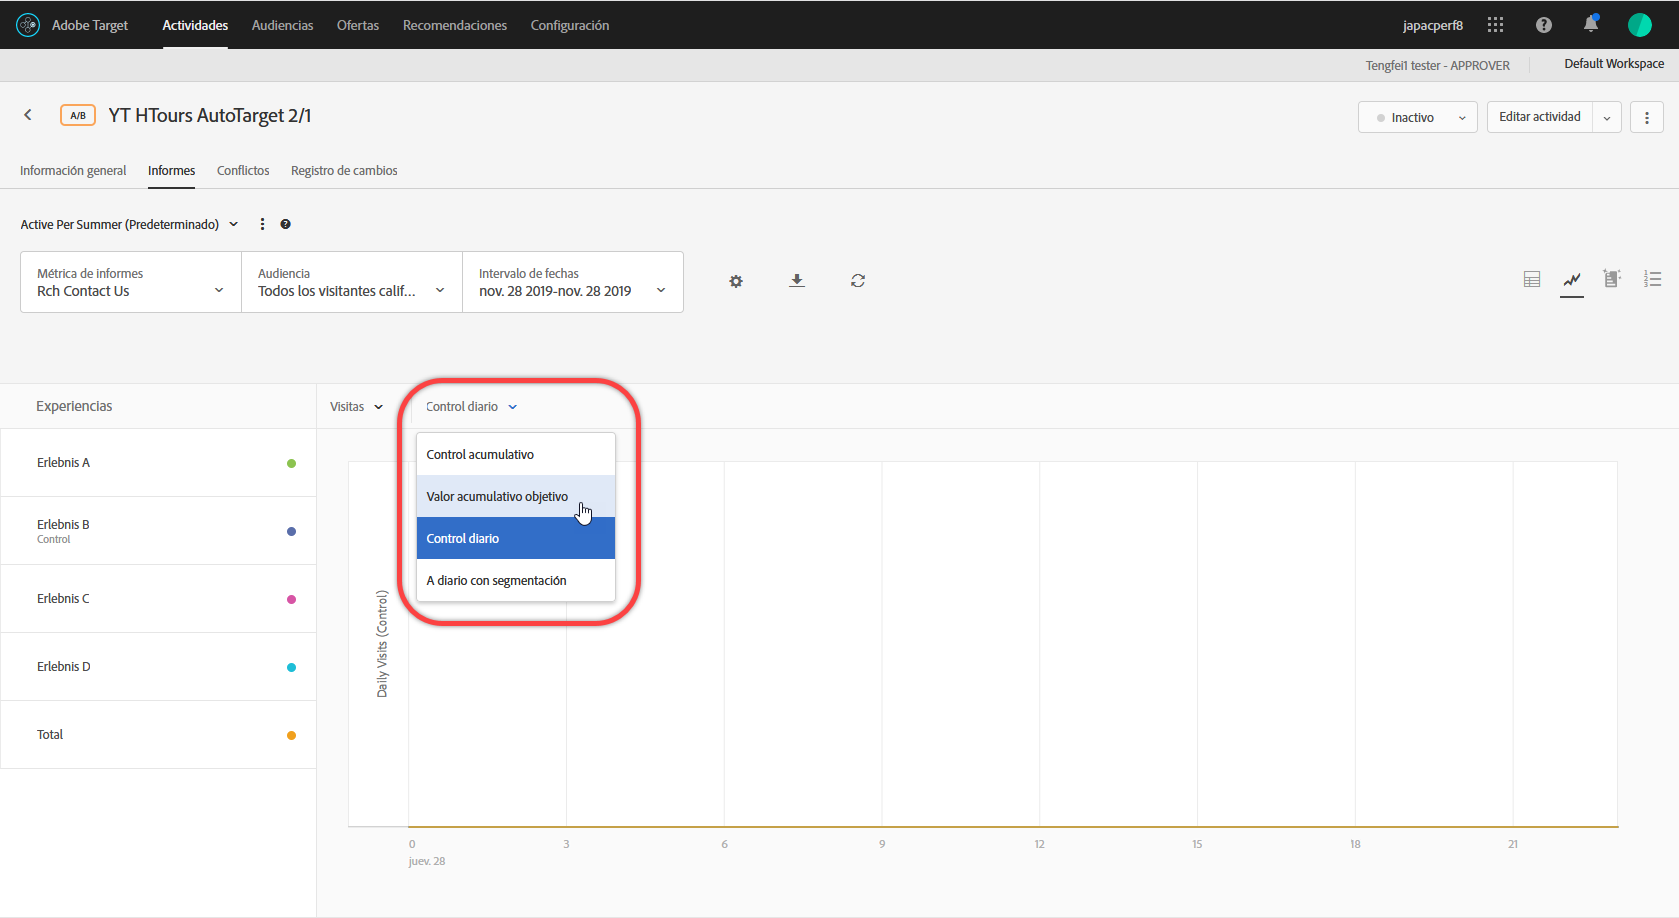 Adobe Target
Actividades
Audiencias
Ofertas
Recomendaciones
Configuración
japacperf8
Tengfei1 tester - APPROVER
Default Workspace
A/B
YT HTours AutoTarget 2/1
Inactivo
Editar actividad
Información general
Informes
Conflictos
Registro de cambios
Active Per Summer (Predeterminado)
Métrica de informes
Rch Contact Us
Audiencia
Todos los visitantes calif...
Intervalo de fechas
nov. 28 2019-nov. 28 2019
Experiencias
Visitas
Control diario
Control acumulativo
Valor acumulativo objetivo
Control diario
A diario con segmentación
Erlebnis A
Erlebnis B
Control
Erlebnis C
Erlebnis D
Total
Daily Visits (Control)
0
3
6
9
12
15
18
21
juev. 28